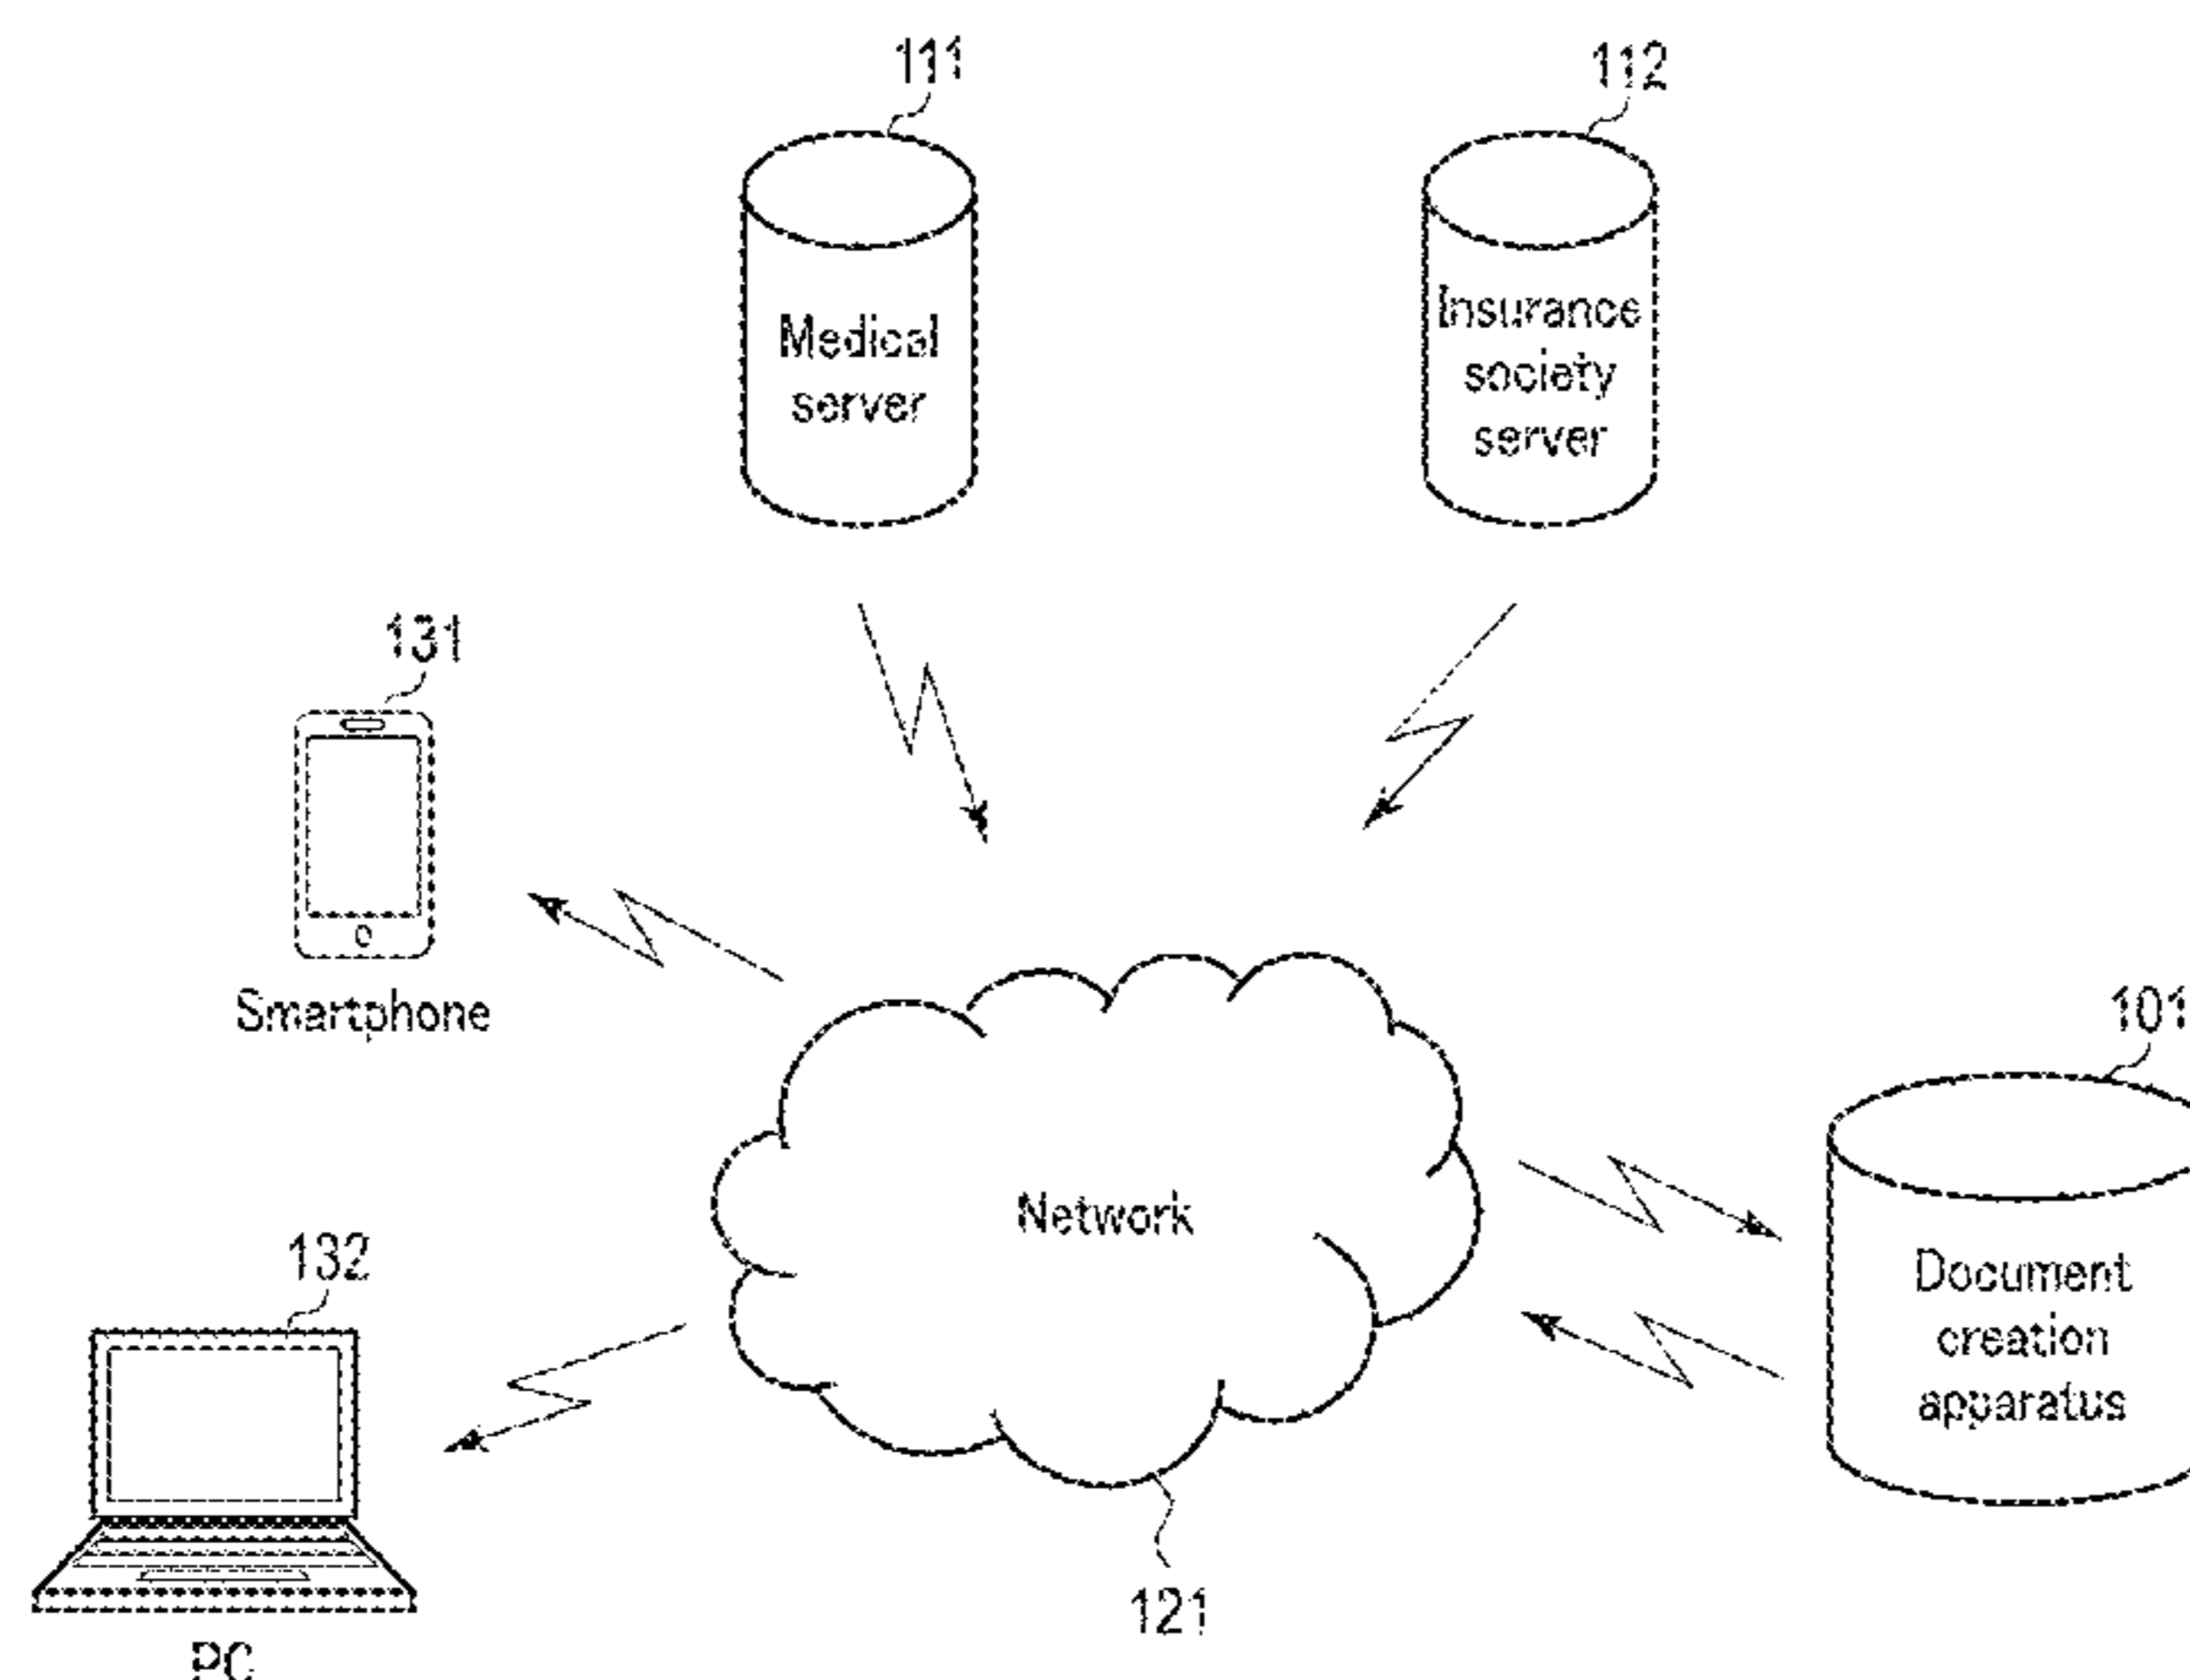 111
112
Medical
server
Insurance
society
server
131
Smartphone
101
Network
Document
creation
apparatus
132
121
PC